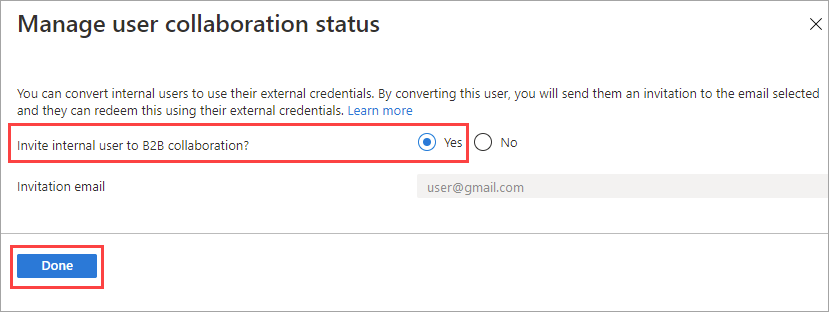 Manage user collaboration status
You can convert internal users to use their external credentials. By converting this user, you will send them an invitation to the email selected
and they can redeem this using their external credentials. Learn more
Invite internal user to B2B collaboration? Yes No
Invitation email user@gmail.com
Done